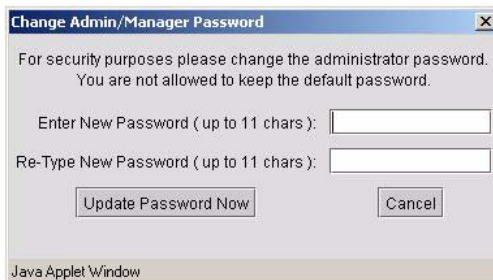 Change Admin/Manager Password
For security purposes please change the administrator password.
You are not allowed to keep the default password.
Enter New Password ( up to 11 chars ):
Re-Type New Password ( up to 11 chars ):
Update Password Now
Cancel
Java Applet Window